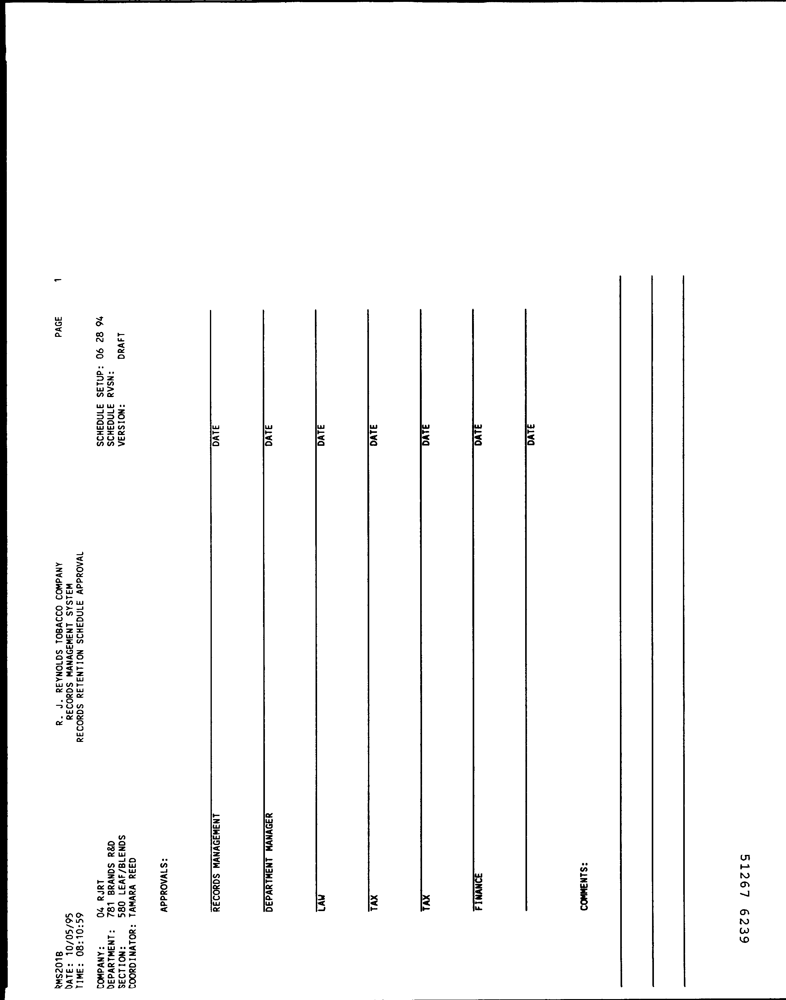 RMS201B R. J. REYNOLDS TOBACCO COMPANY PAGE 1
DATE: 10/05/95 RECORDS MANAGEMENT SYSTEM
TIME: 08:10:59 RECORDS RETENTION SCHEDULE APPROVAL
COMPANY: 04 RJRT SCHEDULE SETUP: 06 28 94
DEPARTMENT: 781 BRANDS R&D SCHEDULE RVSN:
SECTION: 580 LEAF/BLENDS VERSION: DRAFT
COORDINATOR: TAMARA REED
APPROVALS:
RECORDS MANAGEMENT DATE
DEPARTMENT MANAGER DATE
LAW DATE
TAX DATE
TAX DATE
FINANCE DATE
DATE
COMMENTS:
51267 6239